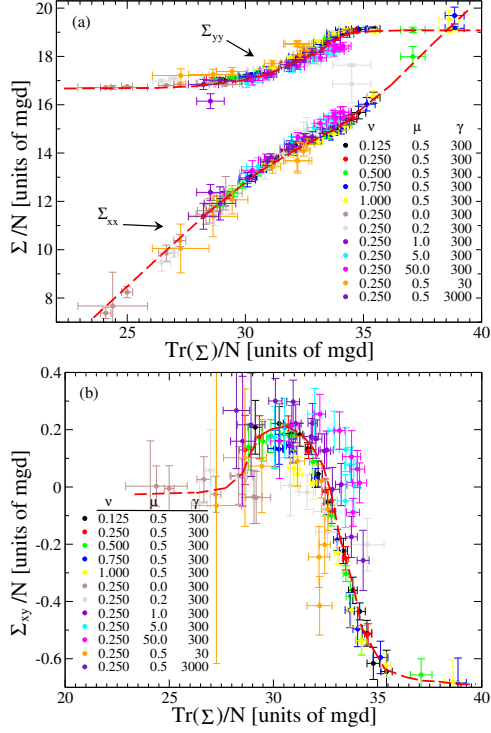 (a)
Σyy
Σxx
Σ/N [units of mgd]
20
18
16
14
12
10
8
ν μ γ
0.125 0.5 300
0.250 0.5 300
0.500 0.5 300
0.750 0.5 300
1.000 0.5 300
0.250 0.0 300
0.250 0.2 300
0.250 1.0 300
0.250 5.0 300
0.250 50.0 300
0.250 0.5 30
0.250 0.5 3000
25 30 35 40
Tr(Σ)/N [units of mgd]
(b)
Σxy/N [units of mgd]
0.4
0.2
0
-0.2
-0.4
-0.6
ν μ γ
0.125 0.5 300
0.250 0.5 300
0.500 0.5 300
0.750 0.5 300
1.000 0.5 300
0.250 0.0 300
0.250 0.2 300
0.250 1.0 300
0.250 5.0 300
0.250 50.0 300
0.250 0.5 30
0.250 0.5 3000
20 25 30 35 40
Tr(Σ)/N [units of mgd]